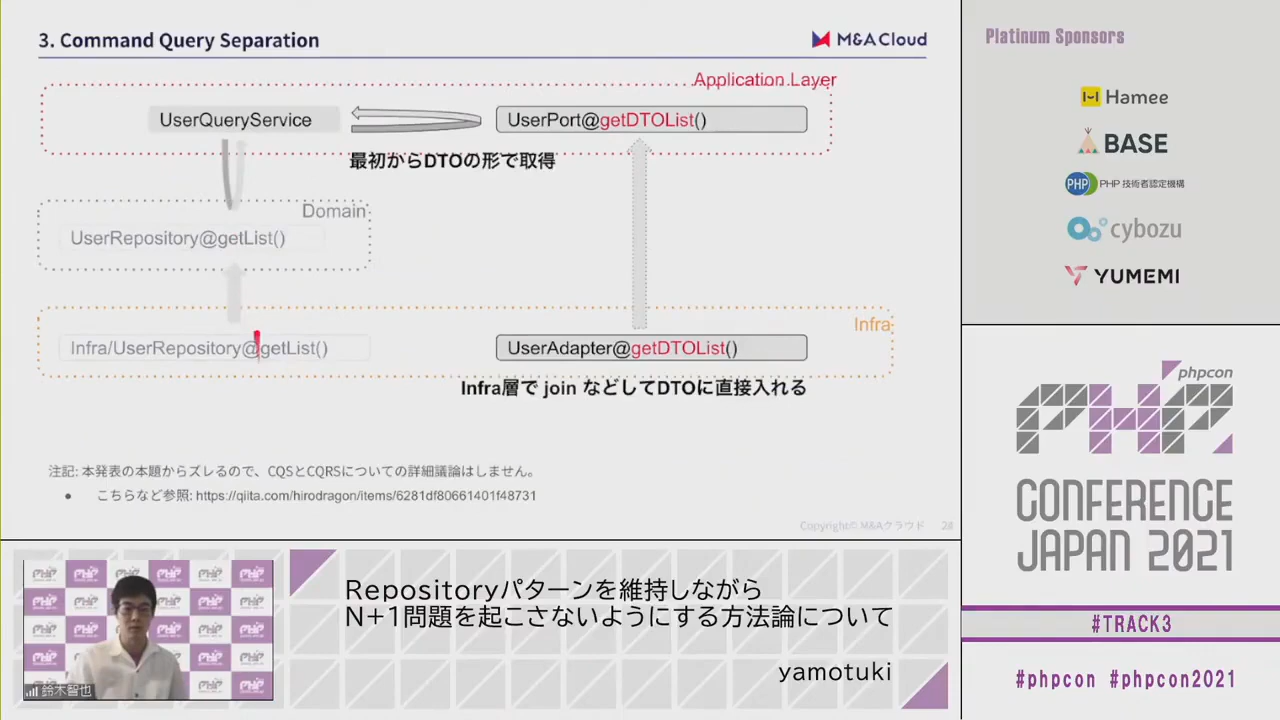 3. Command Query Separation
M&A Cloud
Application Layer
UserQueryService
UserPort@getDTOList()
最初からDTOの形で取得
Domain
UserRepository@getList()
Infra
Infra/UserRepository@getList()
UserAdapter@getDTOList()
Infra層で join などしてDTOに直接入れる
注記: 本発表の本題からズレるので、CQSとCQRSについての詳細議論はしません。
● こちらなど参照: https://qiita.com/hirodragon/items/6281df80661401f48731
Copyright© M&Aクラウド 28
鈴木智也
Repositoryパターンを維持しながら
N+1問題を起こさないようにする方法論について
yamotuki
Platinum Sponsors
Hamee
BASE
PHP PHP 技術者認定機構
cybozu
YUMEMI
phpcon
PHP
CONFERENCE
JAPAN 2021
#TRACK3
#phpcon #phpcon2021